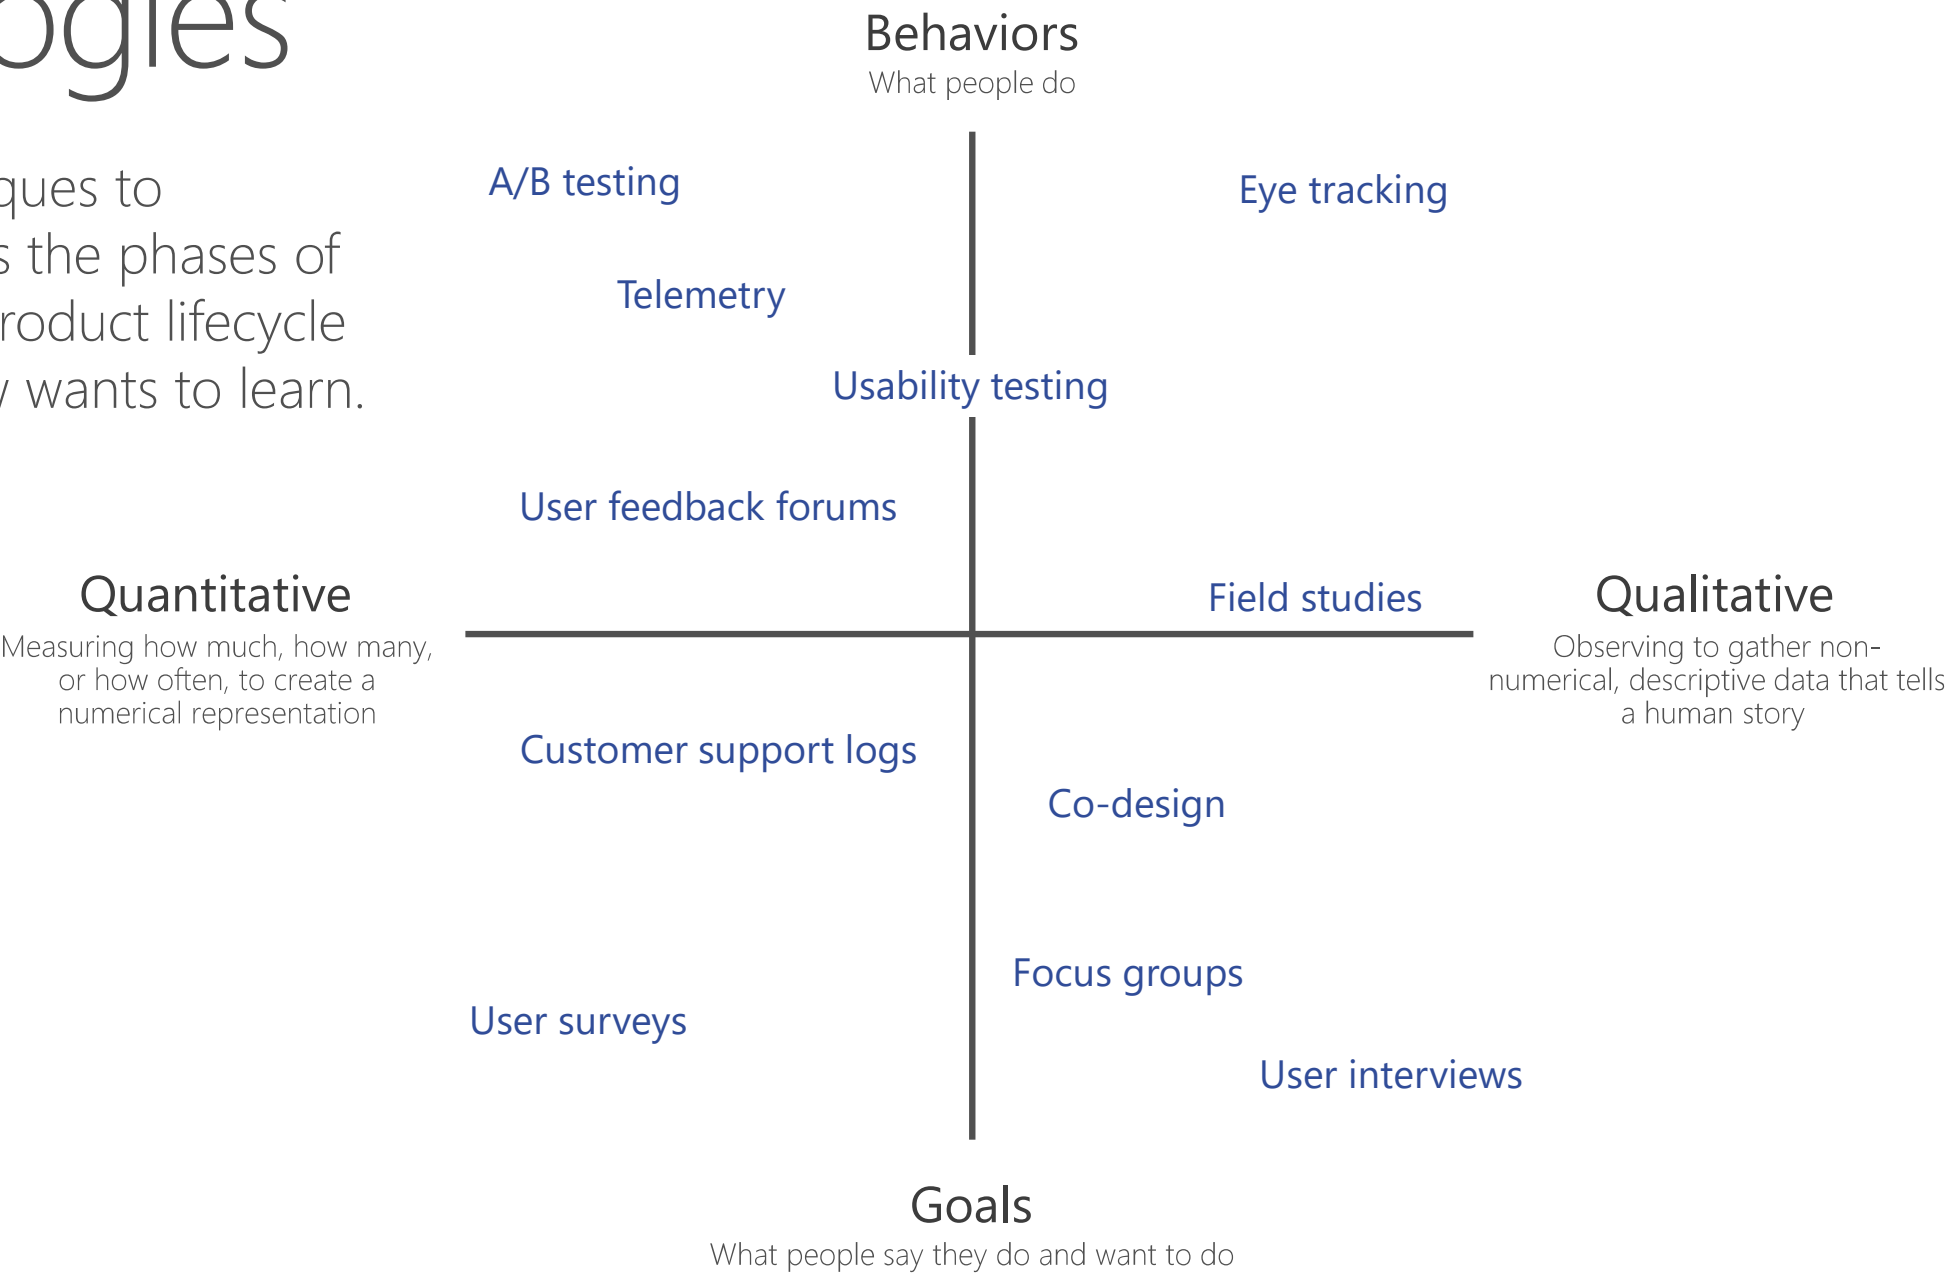 ogies
ques to
s the phases of
roduct lifecycle
y wants to learn.
Behaviors
What people do
A/B testing
Eye tracking
Telemetry
Usability testing
User feedback forums
Field studies
Quantitative
Measuring how much, how many,
or how often, to create a
numerical representation
Qualitative
Observing to gather non-
numerical, descriptive data that tells
a human story
Customer support logs
Co-design
Focus groups
User surveys
User interviews
Goals
What people say they do and want to do